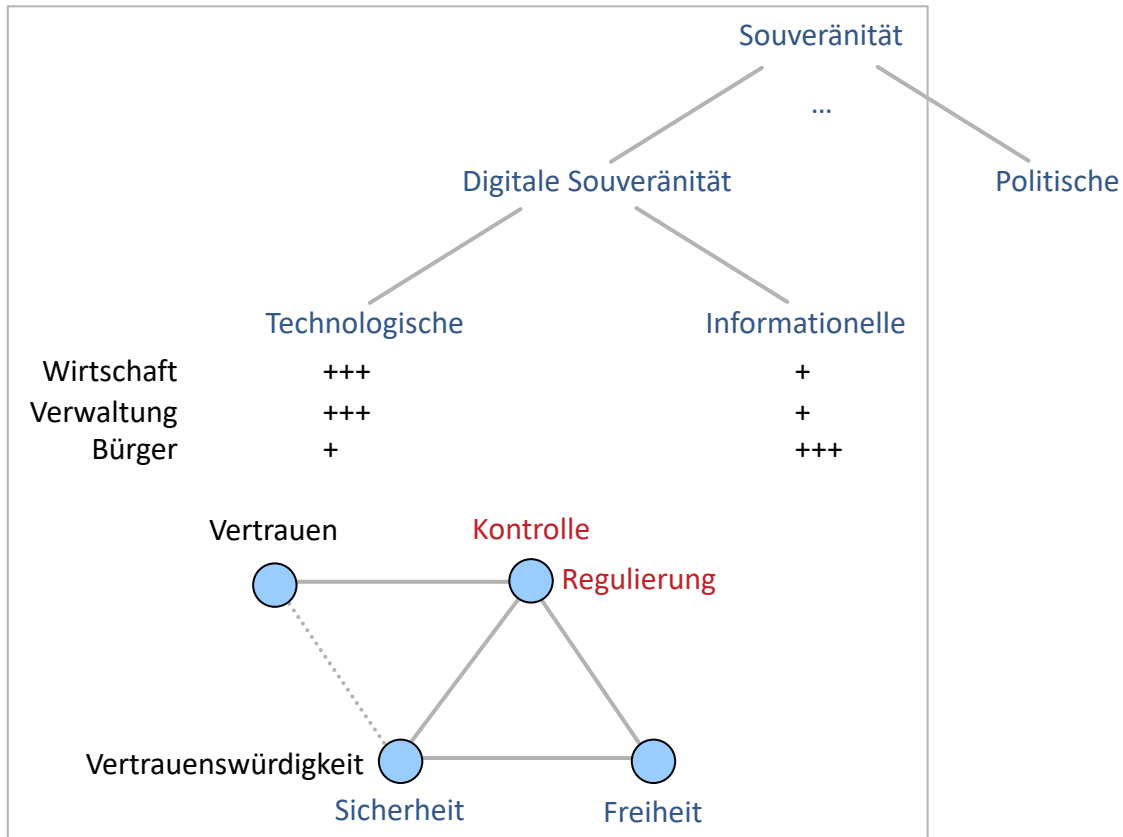 Souveränität
...
Digitale Souveränität
Politische
Technologische
Informationelle
Wirtschaft +++ +
Verwaltung +++ +
Bürger + +++
Vertrauen
Kontrolle
Regulierung
Vertrauenswürdigkeit
Sicherheit
Freiheit